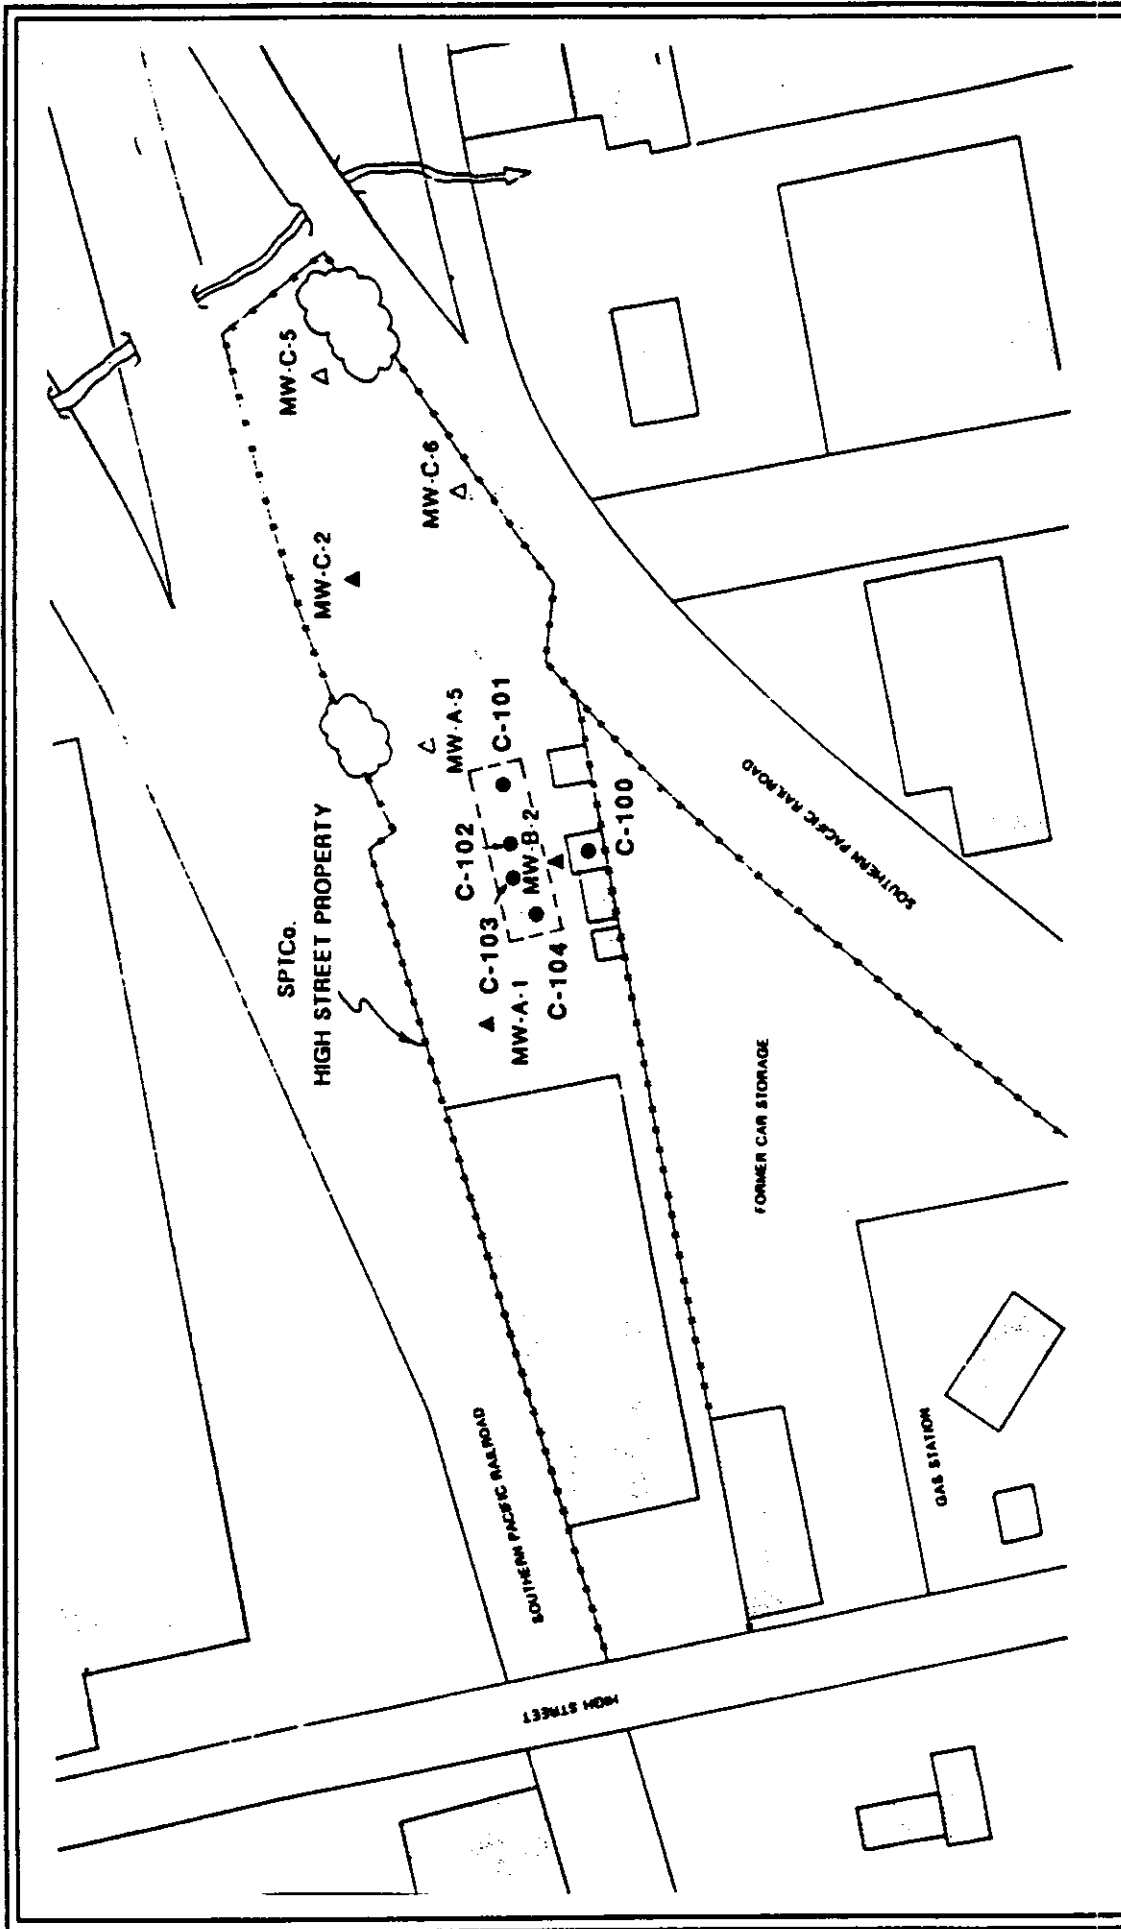 MW-C-5
MW-C-6
MW-C-2
MW-A-5
C-101
C-102
MW-B-2
C-100
C-103
C-104
MW-A-1
SPTCo.
HIGH STREET PROPERTY
SOUTHERN PACIFIC RAILROAD
FORMER CAR STORAGE
SOUTHERN PACIFIC RAILROAD
GAS STATION
HIGH STREET